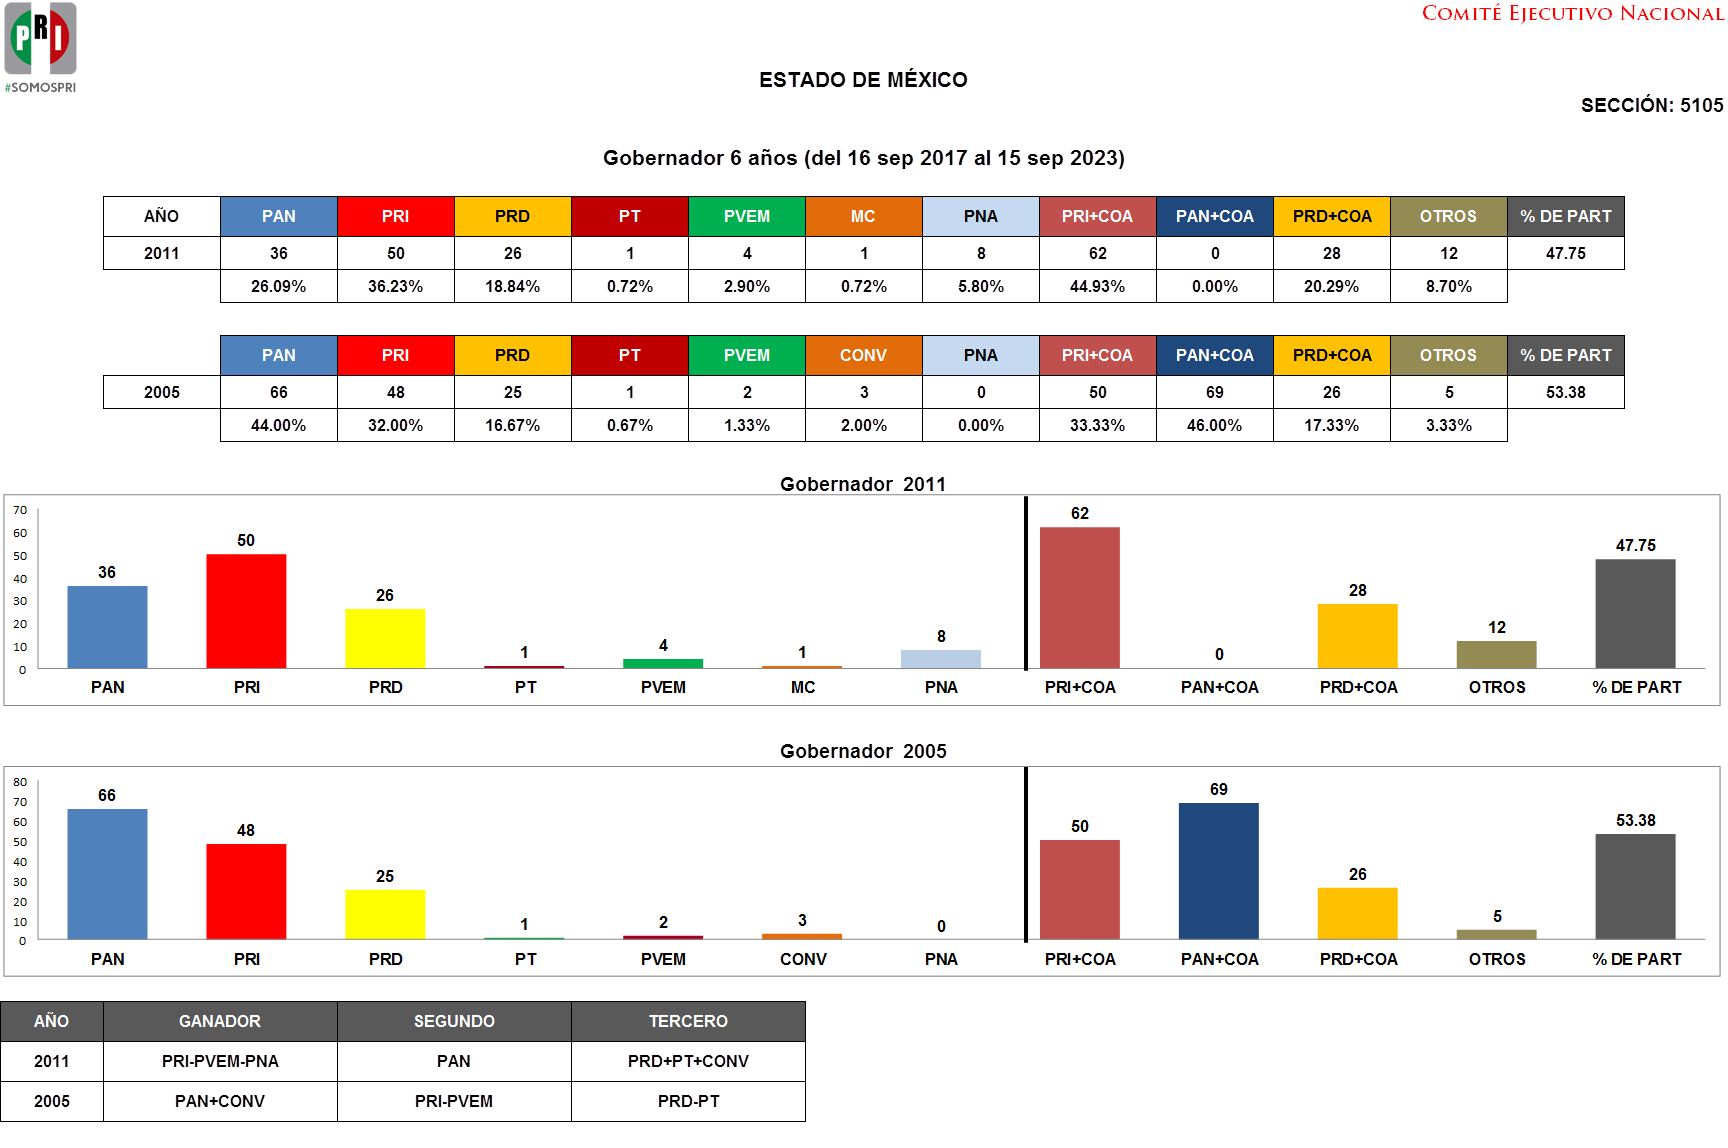 PRI
#SOMOSPRI
COMITÉ EJECUTIVO NACIONAL
ESTADO DE MÉXICO
SECCIÓN: 5105
Gobernador 6 años (del 16 sep 2017 al 15 sep 2023)
AÑO PAN PRI PRD PT PVEM MC PNA PRI+COA PAN+COA PRD+COA OTROS % DE PART
2011 36 50 26 1 4 1 8 62 0 28 12 47.75
26.09% 36.23% 18.84% 0.72% 2.90% 0.72% 5.80% 44.93% 0.00% 20.29% 8.70%
PAN PRI PRD PT PVEM CONV PNA PRI+COA PAN+COA PRD+COA OTROS % DE PART
2005 66 48 25 1 2 3 0 50 69 26 5 53.38
44.00% 32.00% 16.67% 0.67% 1.33% 2.00% 0.00% 33.33% 46.00% 17.33% 3.33%
Gobernador 2011
70
60
50
40
30
20
10
0
36 50 26 1 4 1 8 62 0 28 12 47.75
PAN PRI PRD PT PVEM MC PNA PRI+COA PAN+COA PRD+COA OTROS % DE PART
Gobernador 2005
80
70
60
50
40
30
20
10
0
66 48 25 1 2 3 0 50 69 26 5 53.38
PAN PRI PRD PT PVEM CONV PNA PRI+COA PAN+COA PRD+COA OTROS % DE PART
AÑO GANADOR SEGUNDO TERCERO
2011 PRI-PVEM-PNA PAN PRD+PT+CONV
2005 PAN+CONV PRI-PVEM PRD-PT